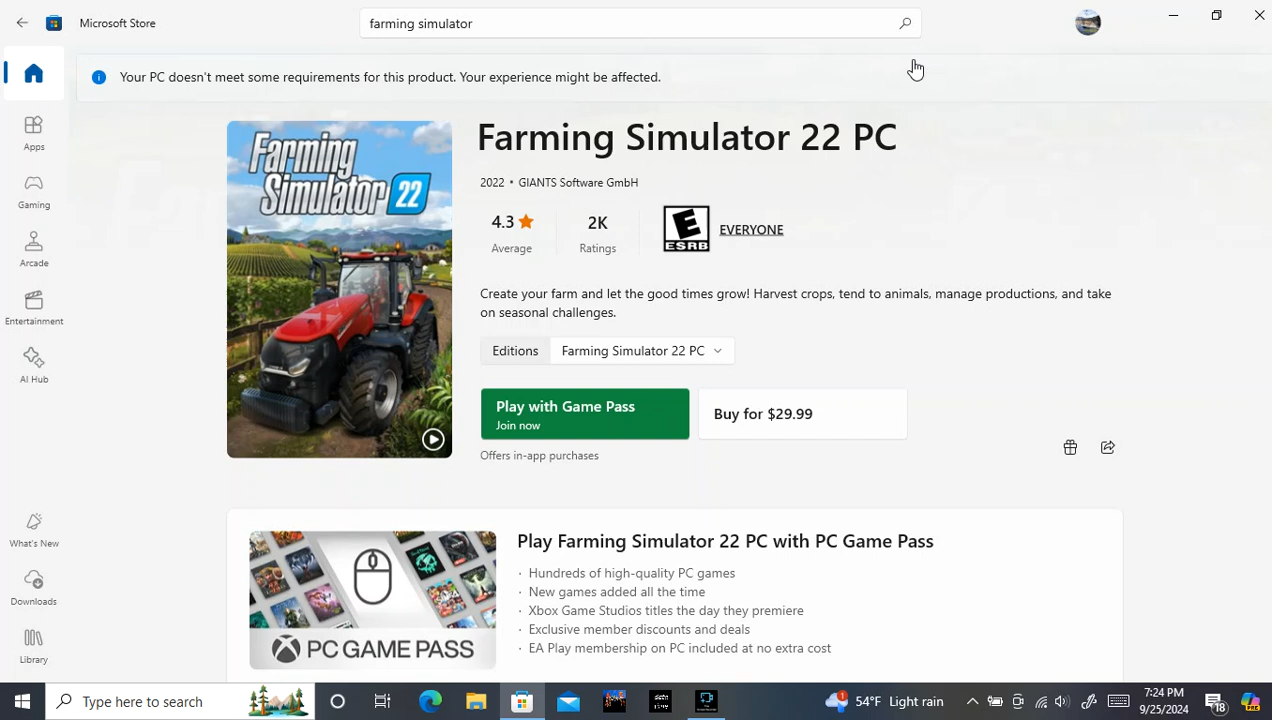 Microsoft Store
farming simulator
Your PC doesn't meet some requirements for this product. Your experience might be affected.
Apps
Gaming
Arcade
Entertainment
AI Hub
What's New
Downloads
Library
Farming
Simulator 22
Farming Simulator 22 PC
2022 • GIANTS Software GmbH
4.3
Average
2K
Ratings
E
ESRB
EVERYONE
Create your farm and let the good times grow! Harvest crops, tend to animals, manage productions, and take
on seasonal challenges.
Editions
Farming Simulator 22 PC
Play with Game Pass
Join now
Buy for $29.99
Offers in-app purchases
PC GAME PASS
Play Farming Simulator 22 PC with PC Game Pass
· Hundreds of high-quality PC games
· New games added all the time
· Xbox Game Studios titles the day they premiere
· Exclusive member discounts and deals
· EA Play membership on PC included at no extra cost
Type here to search
1
54°F Light rain
7:24 PM
9/25/2024
18